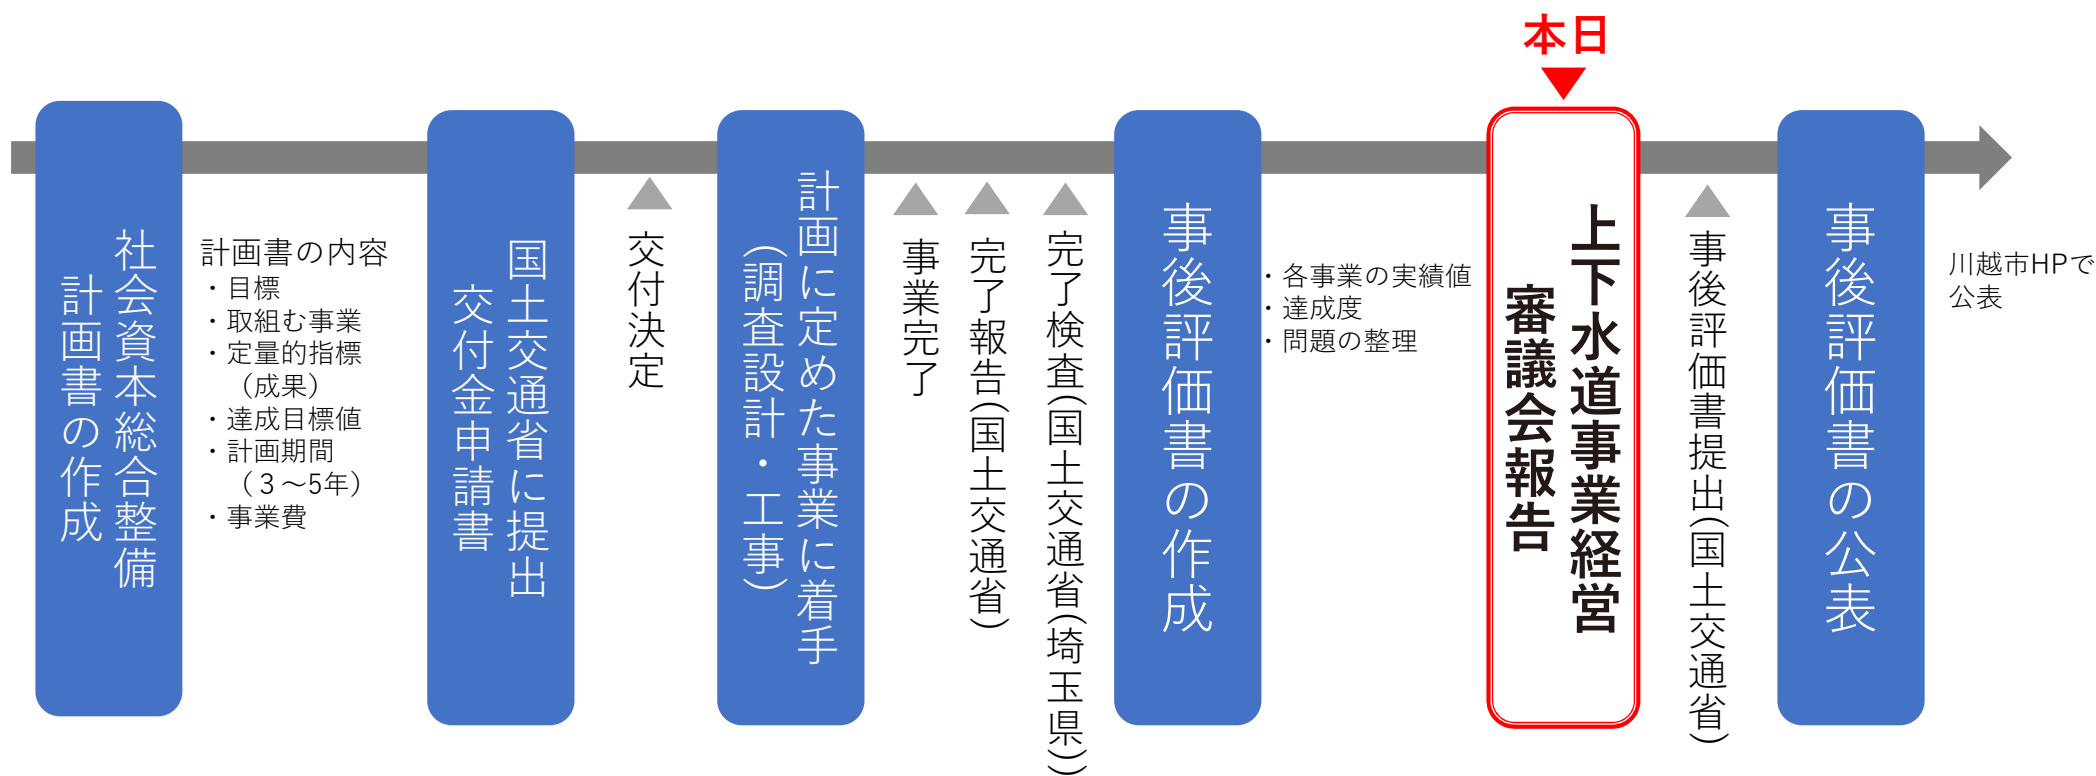 本日
社会資本総合整備
計画書の作成
計画書の内容
・目標
・取組む事業
・定量的指標
（成果）
・達成目標値
・計画期間
（３～5年）
・事業費
国土交通省に提出
交付金申請書
交付決定
計画に定めた事業に着手
（調査設計・工事）
事業完了
完了報告(国土交通省)
完了検査(国土交通省(埼玉県))
事後評価書の作成
・各事業の実績値
・達成度
・問題の整理
上下水道事業経営
審議会報告
事後評価書提出(国土交通省)
事後評価書の公表
川越市HPで
公表